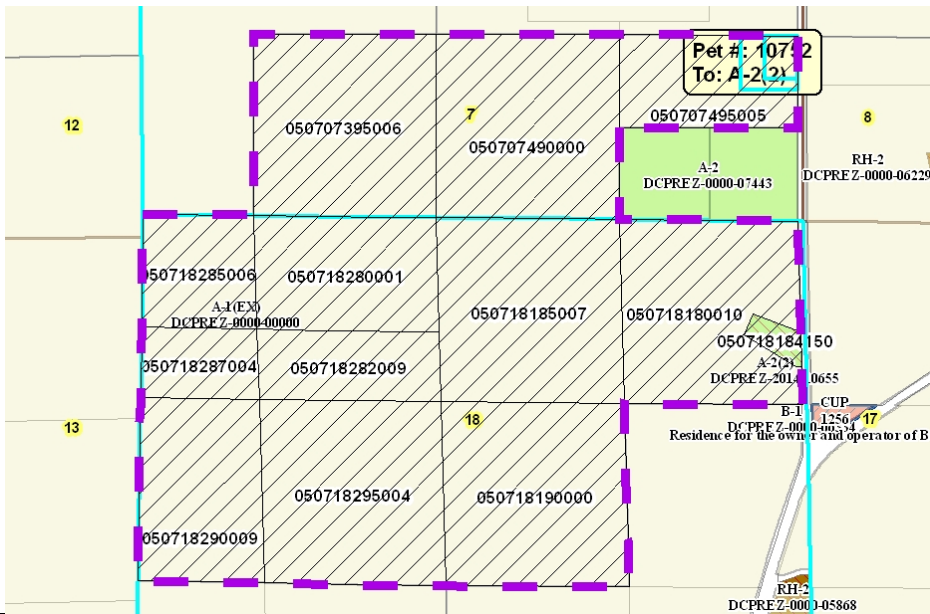 Pet #: 10752
To: A-2(2)
7
8
12
050707395006
050707490000
050707495005
A-2
DCPREZ-0000-07443
RH-2
DCPREZ-0000-06229
050718285006
050718280001
A-1(EX)
DCPREZ-0000-00000
050718185007
050718180010
050718184150
A-2(2)
050718287004
050718282009
B-1
CUP
1256
17
13
18
Residence for the owner and operator of B
050718295004
050718190000
050718290009
RH-2
DCPREZ-0000-05868